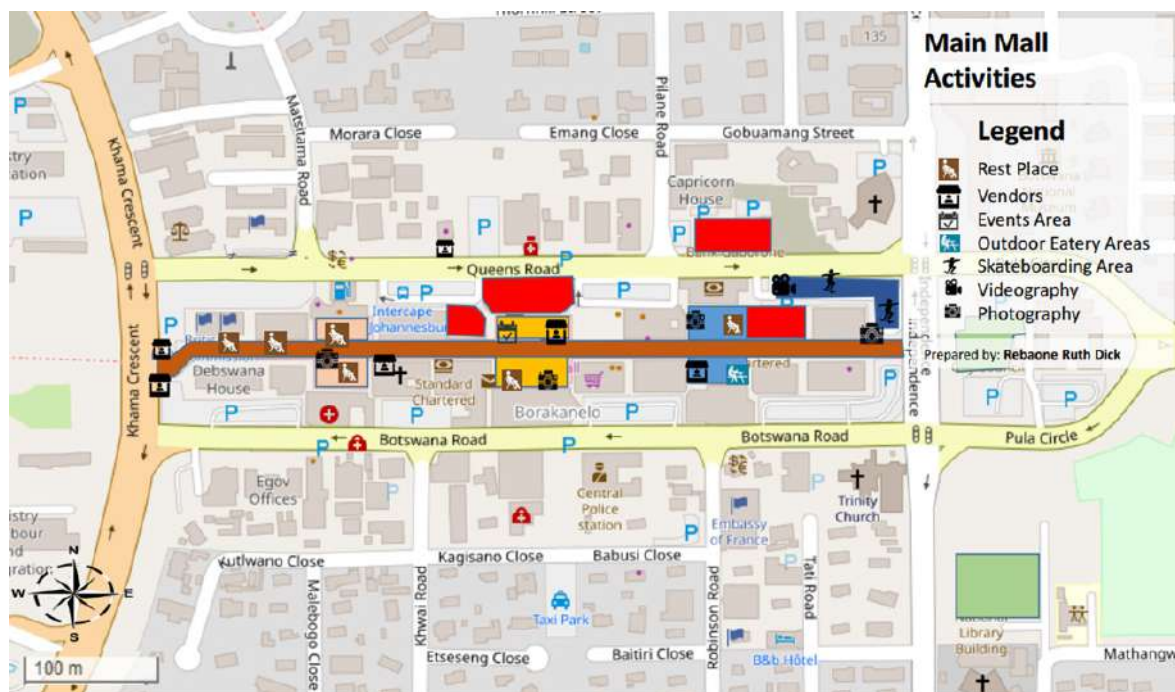 Main Mall
Activities
Legend
Rest Place
Vendors
Events Area
Outdoor Eatery Areas
Skateboarding Area
Videography
Photography
Prepared by: Rebaone Ruth Dick
135
Morara Close
Emang Close
Gobuamang Street
Matsitama Road
Pilane Road
Khama Crescent
Capricorn
House
Queens Road
Intercape
Debswana
House
Khama Crescent
Standard
Chartered
Borakanelo
Independence
Botswana Road
Botswana Road
Pula Circle
Egov
Offices
Central
Police
station
Embassy
of France
Trinity
Church
Kutlwano Close
Kagisano Close
Babusi Close
Malebogo Close
Khwai Road
Robinson Road
Tati Road
Taxi Park
Etseseng Close
Baitiri Close
B&b Hôtel
Library
Building
Mathangw
N
W
E
S
100 m